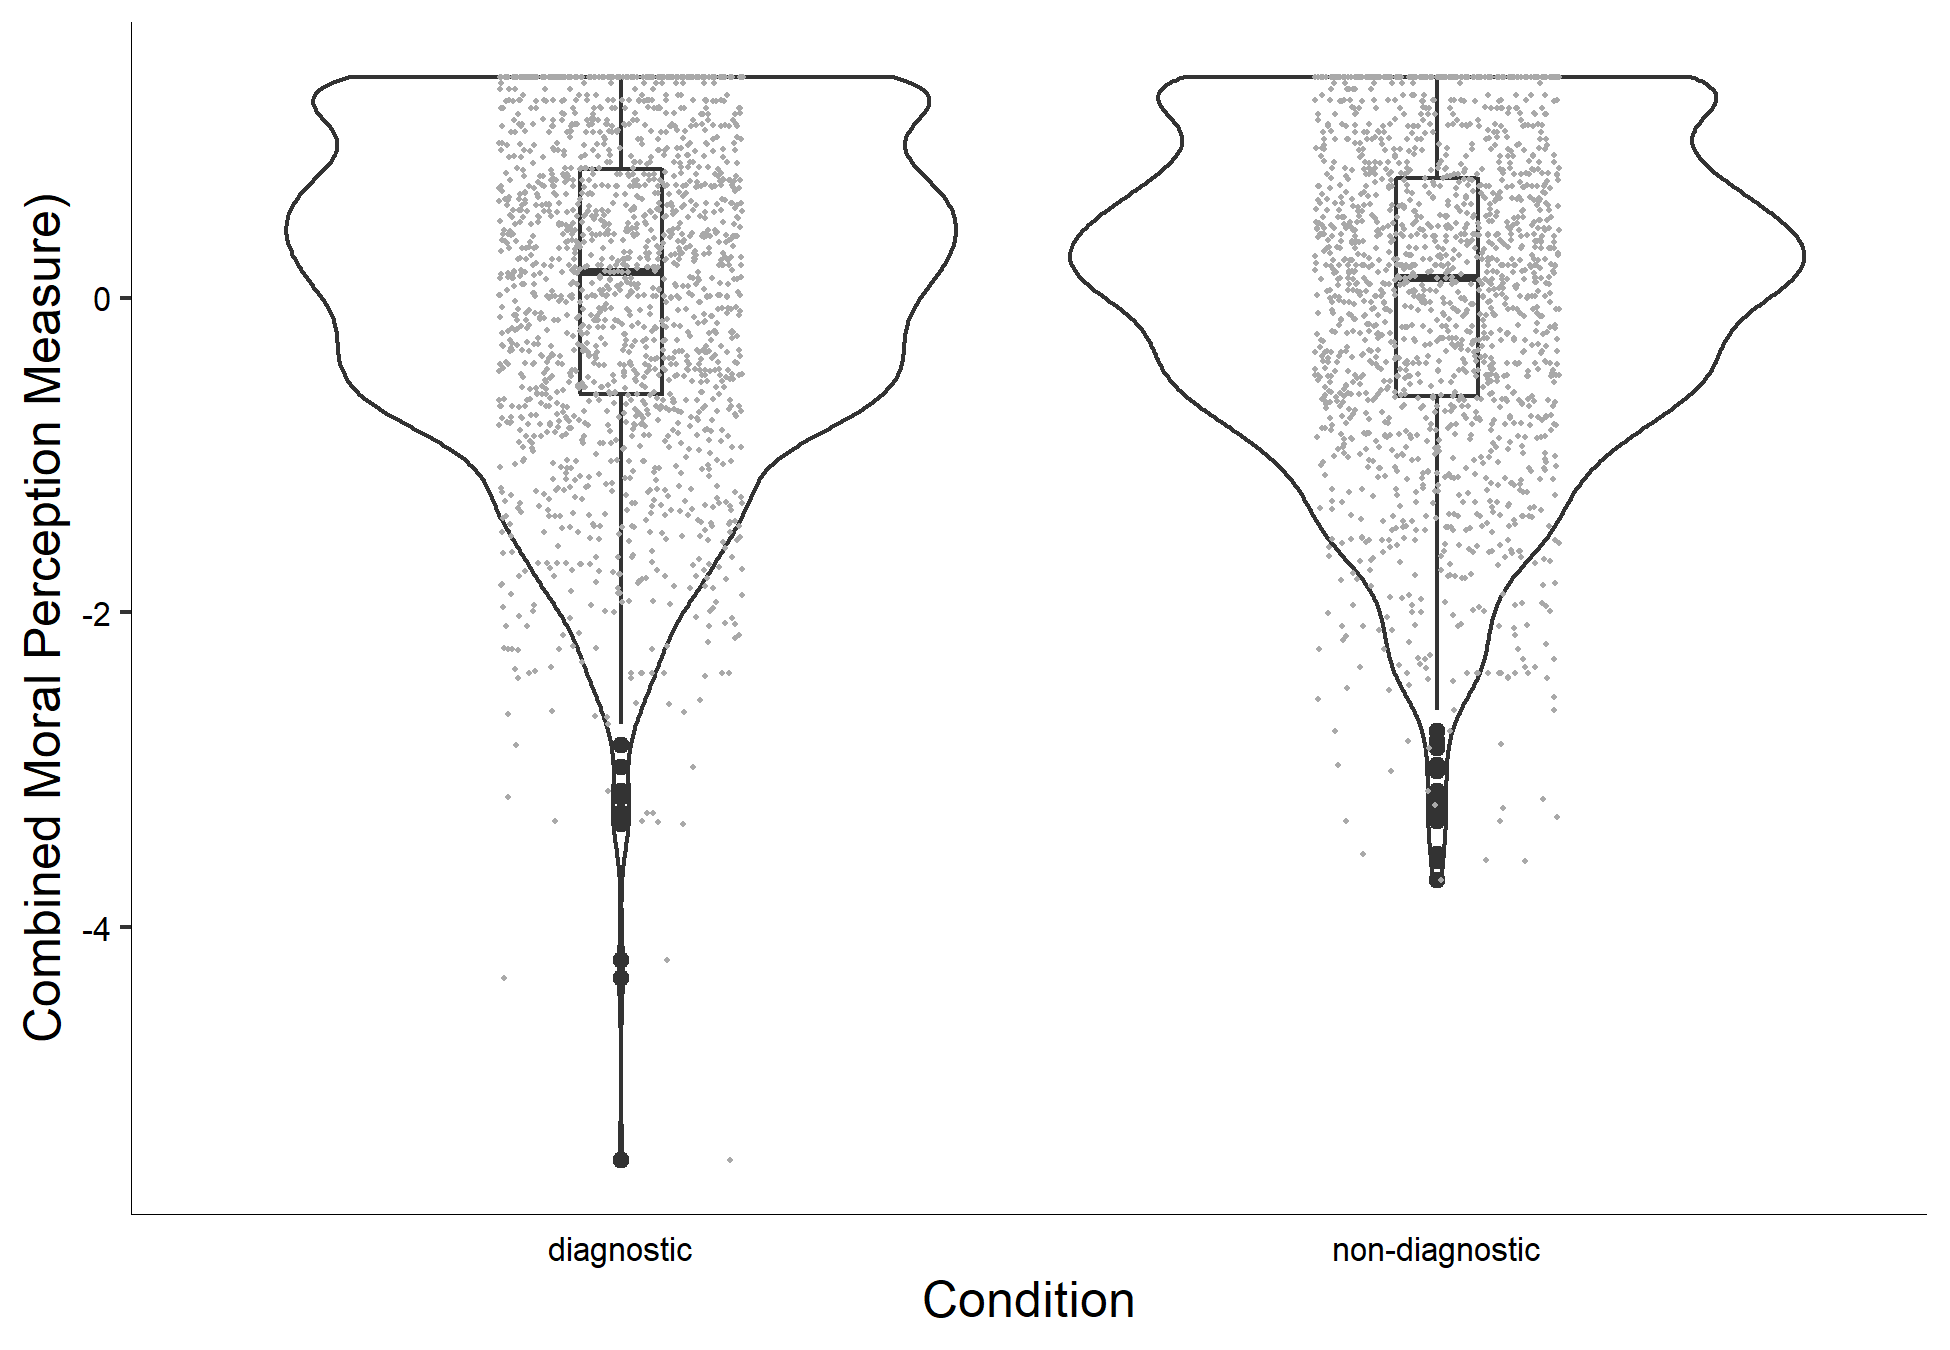 Combined Moral Perception Measure)
0
-2
-4
diagnostic
non-diagnostic
Condition